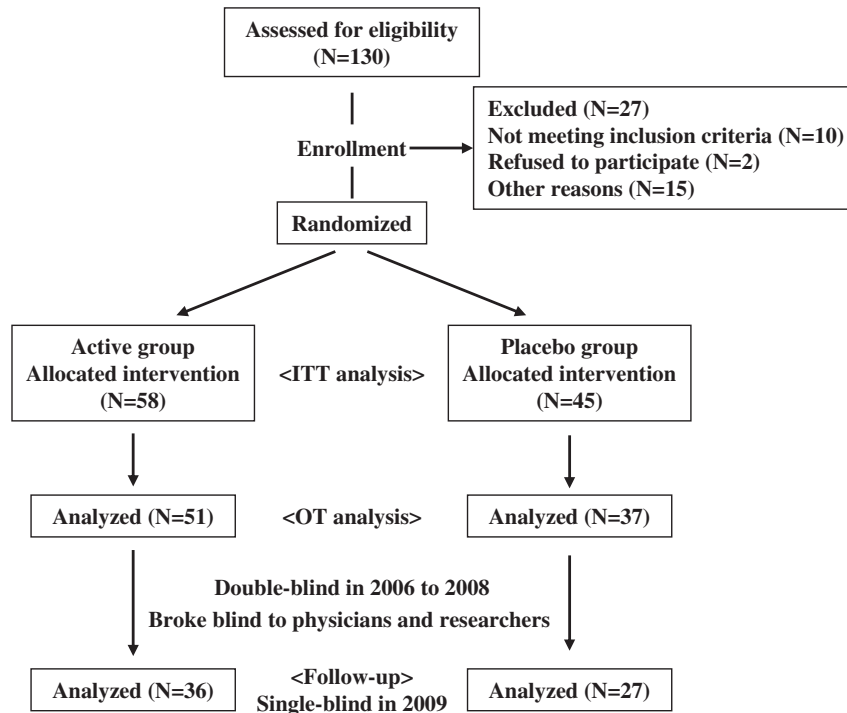 Assessed for eligibility
(N=130)
Excluded (N=27)
Not meeting inclusion criteria (N=10)
Refused to participate (N=2)
Other reasons (N=15)
Enrollment
Randomized
Active group
Allocated intervention
(N=58)
<ITT analysis>
Placebo group
Allocated intervention
(N=45)
Analyzed (N=51)
<OT analysis>
Analyzed (N=37)
Double-blind in 2006 to 2008
Broke blind to physicians and researchers
Analyzed (N=36)
<Follow-up>
Single-blind in 2009
Analyzed (N=27)